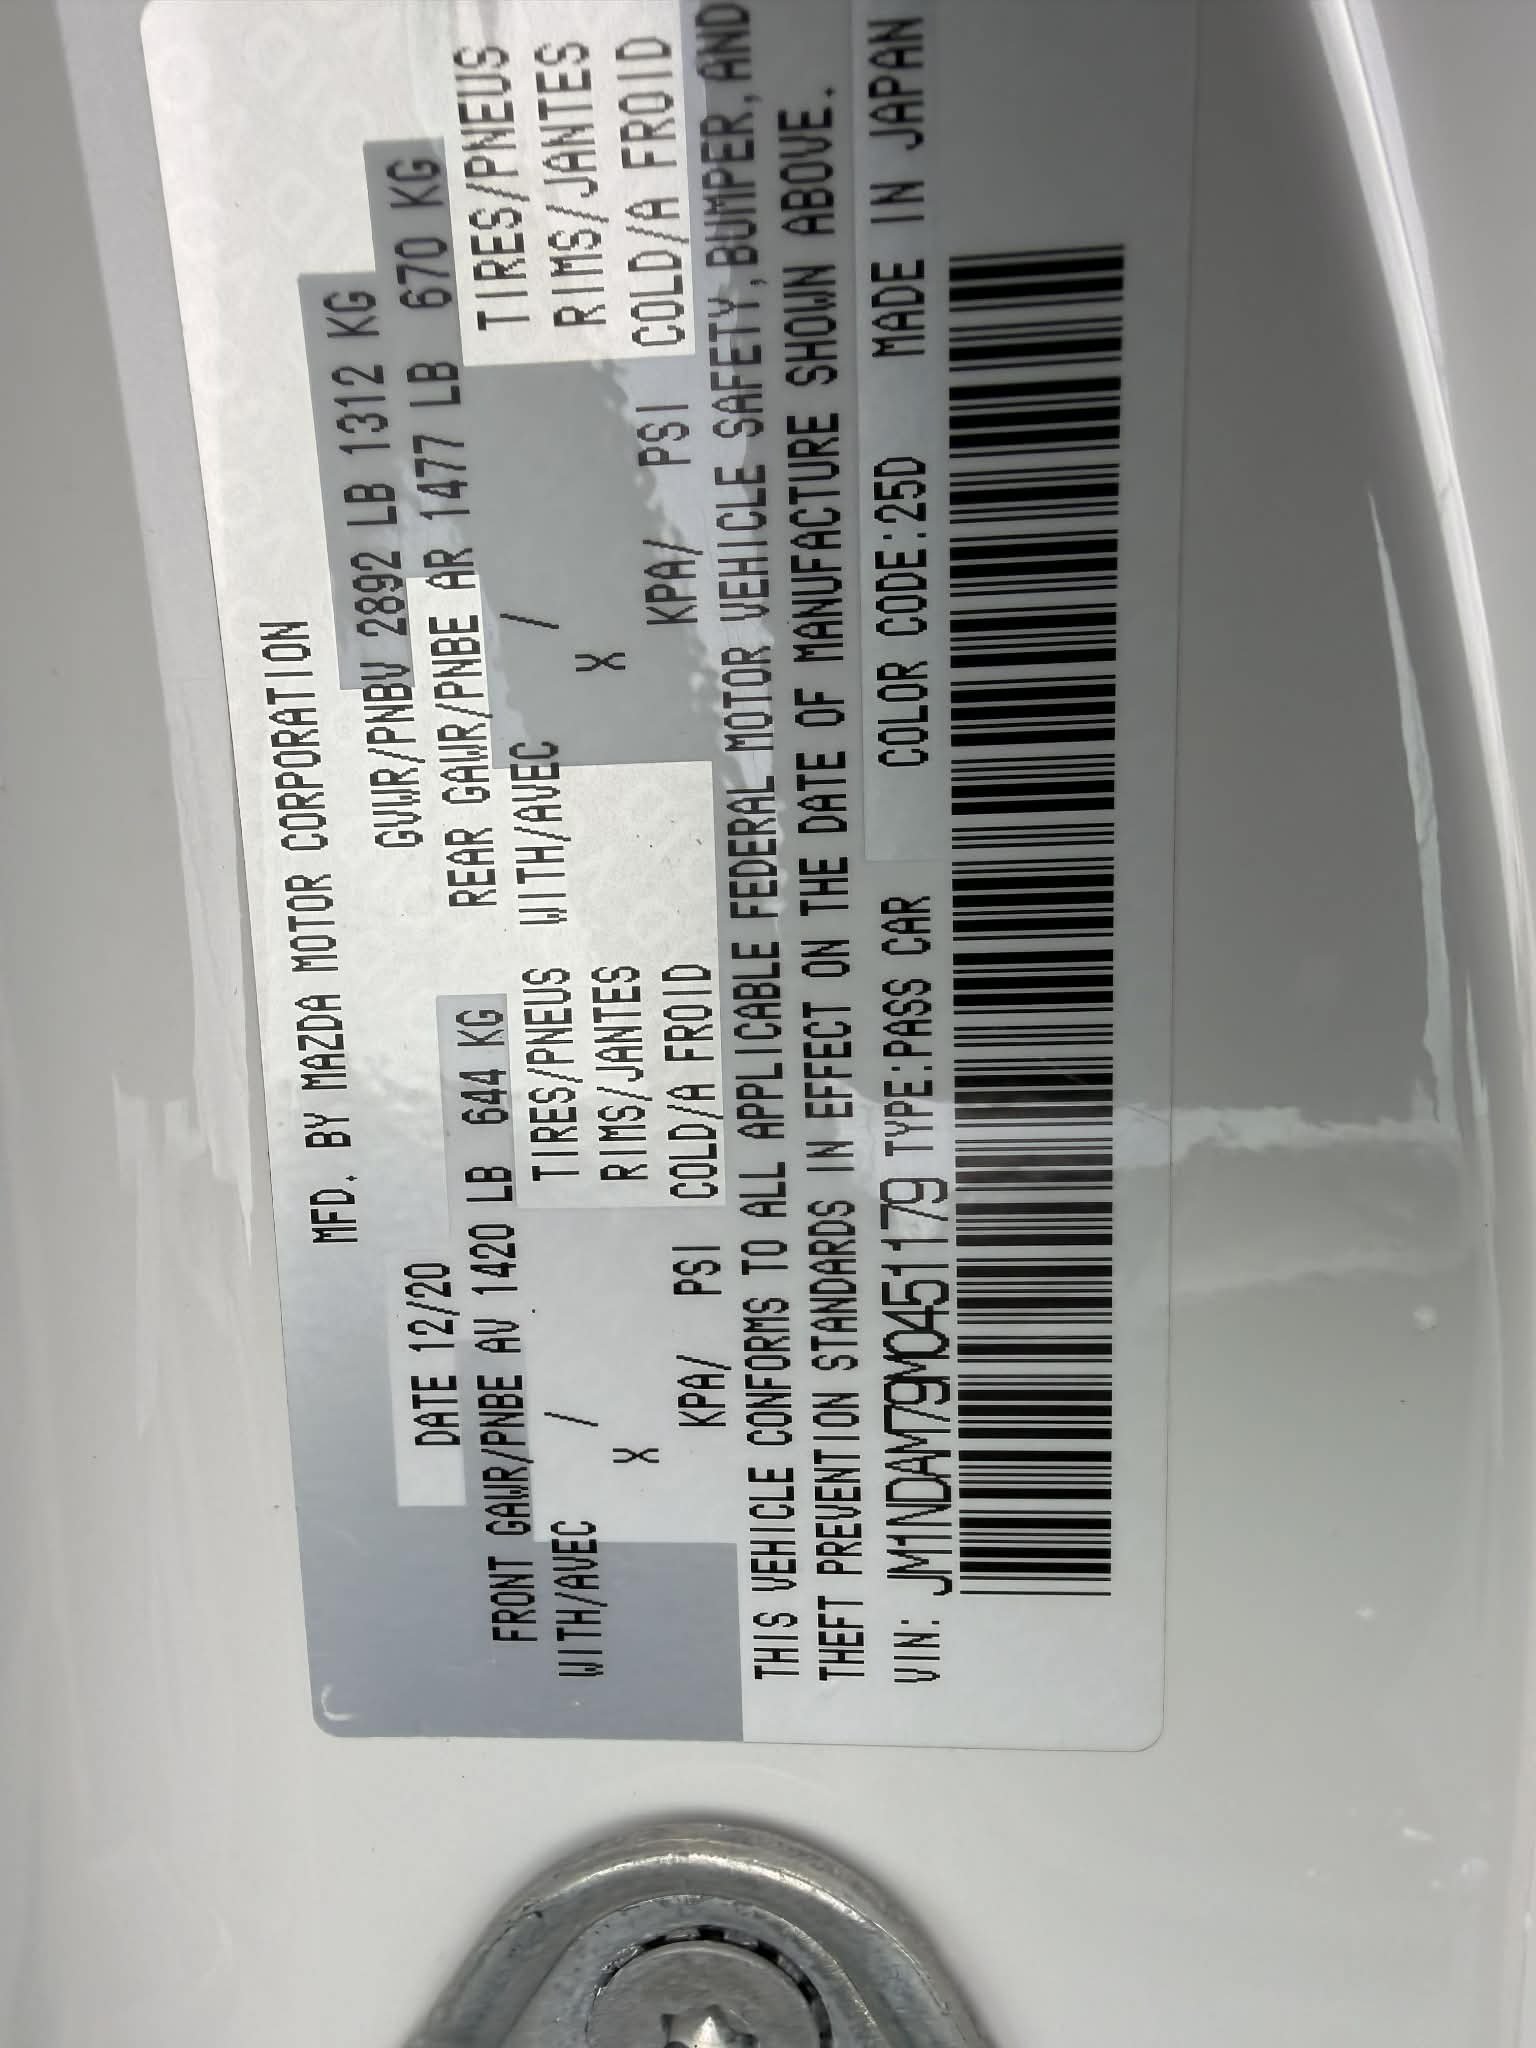 MFD. BY MAZDA MOTOR CORPORATION
DATE 12/20 GVWR/PNBV 2892 LB 1312 KG
FRONT GAWR/PNBE AV 1420 LB 644 KG REAR GAWR/PNBE AR 1477 LB 670 KG
WITH/AVEC / TIRES/PNEUS WITH/AVEC / TIRES/PNEUS
X RIMS/JANTES X RIMS/JANTES
KPA/ PSI COLD/A FROID KPA/ PSI COLD/A FROID
THIS VEHICLE CONFORMS TO ALL APPLICABLE FEDERAL MOTOR VEHICLE SAFETY,BUMPER,AND
THEFT PREVENTION STANDARDS IN EFFECT ON THE DATE OF MANUFACTURE SHOWN ABOVE.
VIN: JM1NDAM79M0451179 TYPE:PASS CAR COLOR CODE:25D MADE IN JAPAN